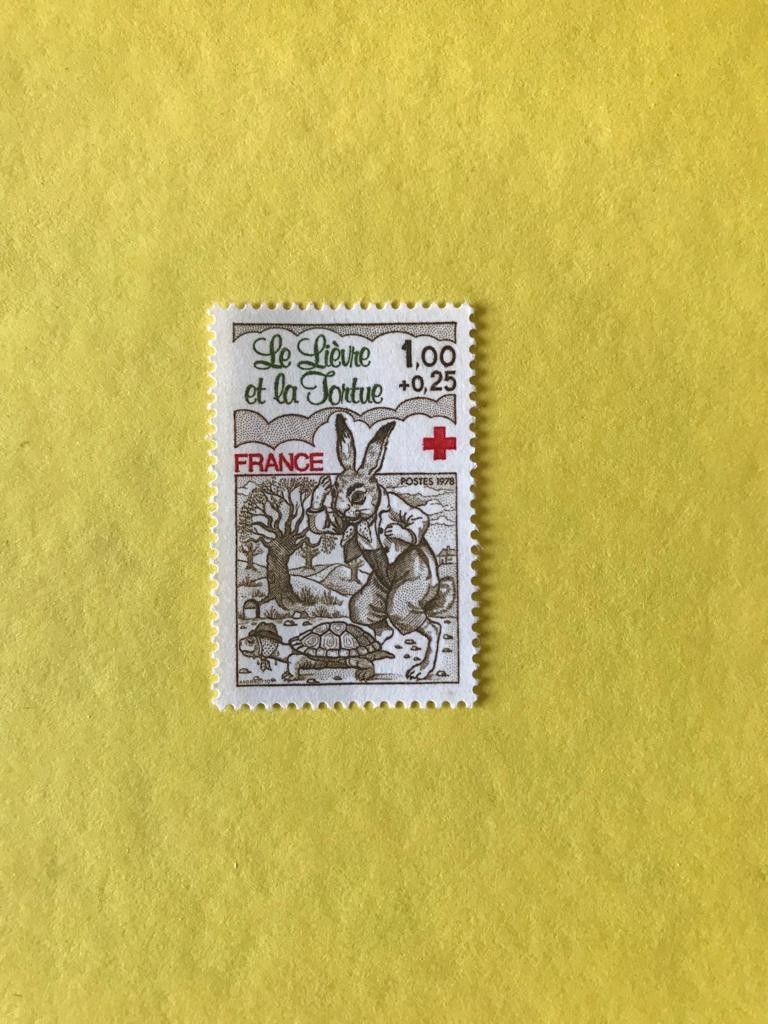 Le Lièvre
et la Tortue
1,00
+0,25
FRANCE
POSTES 1978